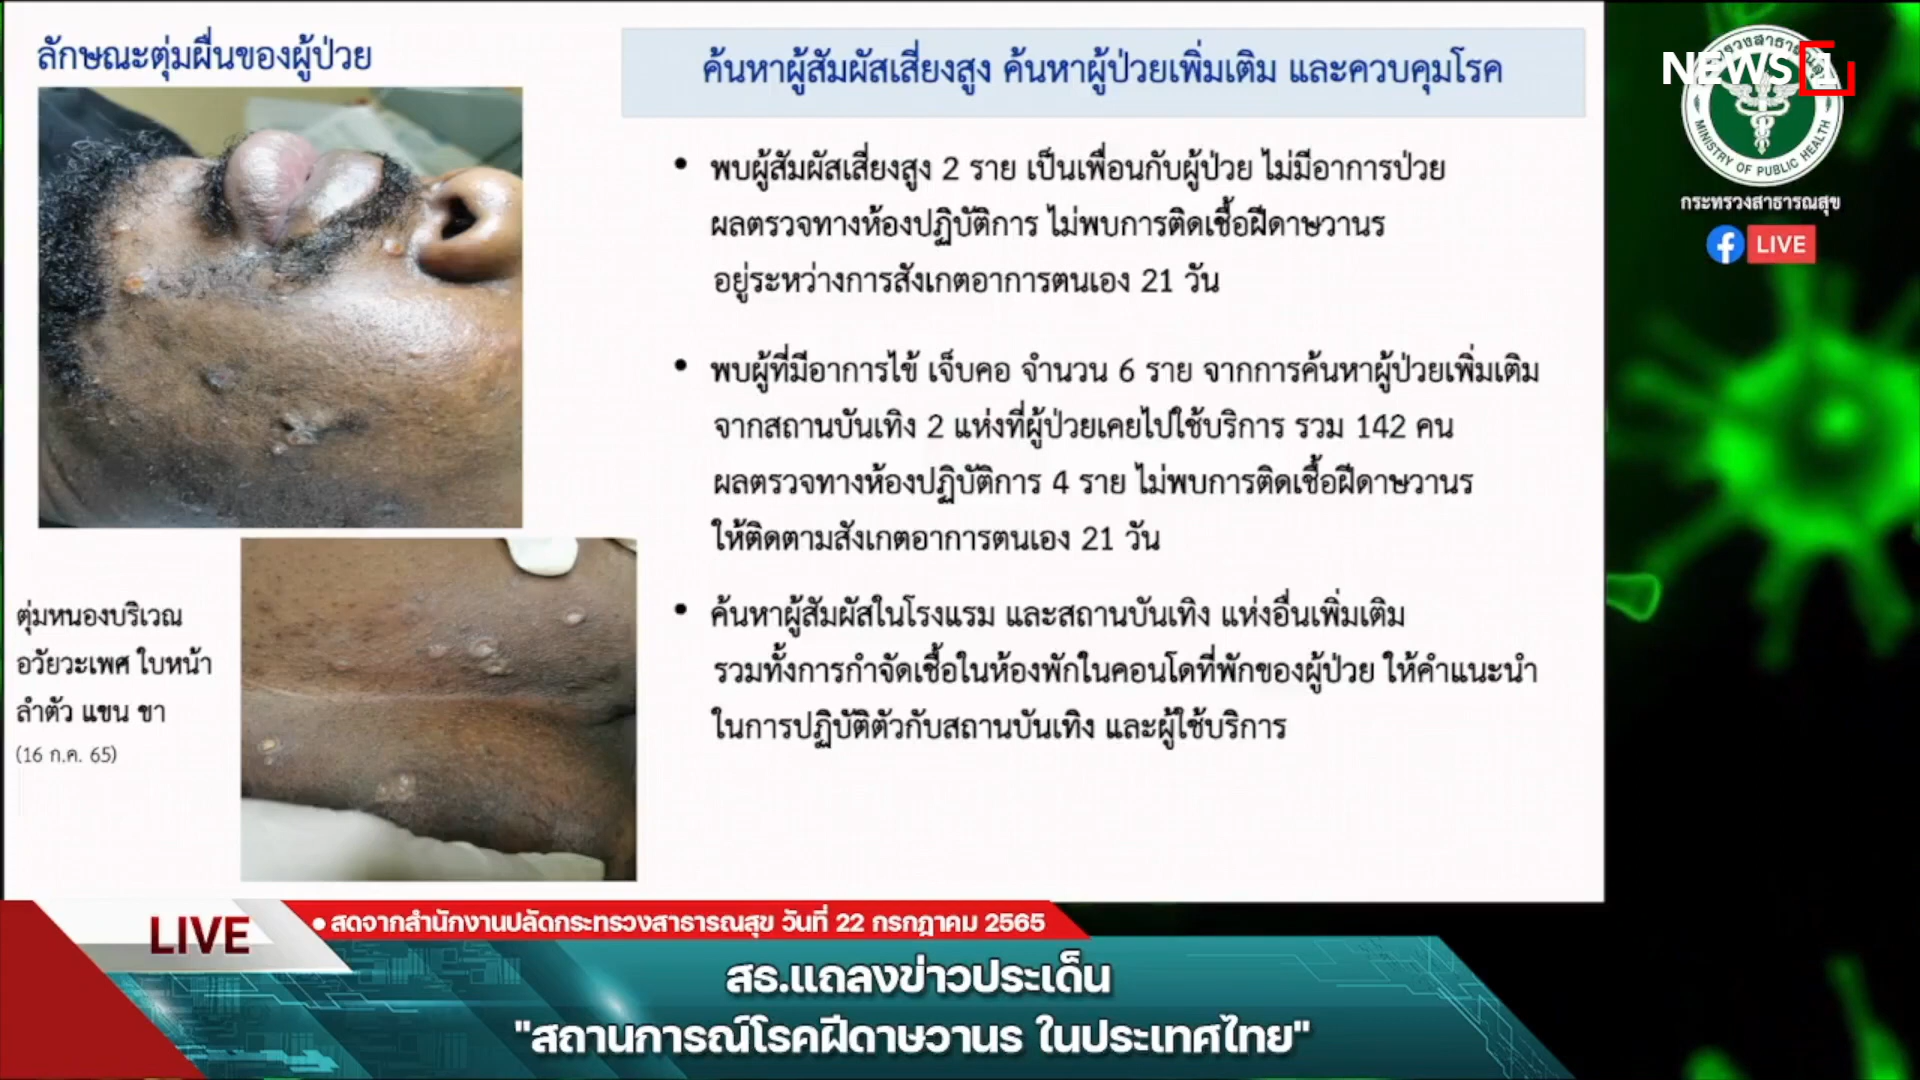 ลักษณะตุ่มผื่นของผู้ป่วย
ค้นหาผู้สัมผัสเสี่ยงสูง ค้นหาผู้ป่วยเพิ่มเติม และควบคุมโรค
• พบผู้สัมผัสเสี่ยงสูง 2 ราย เป็นเพื่อนกับผู้ป่วย ไม่มีอาการป่วย
ผลตรวจทางห้องปฏิบัติการ ไม่พบการติดเชื้อฝีดาษวานร
อยู่ระหว่างการสังเกตอาการตนเอง 21 วัน
• พบผู้ที่มีอาการไข้ เจ็บคอ จำนวน 6 ราย จากการค้นหาผู้ป่วยเพิ่มเติม
จากสถานบันเทิง 2 แห่งที่ผู้ป่วยเคยไปใช้บริการ รวม 142 คน
ผลตรวจทางห้องปฏิบัติการ 4 ราย ไม่พบการติดเชื้อฝีดาษวานร
ให้ติดตามสังเกตอาการตนเอง 21 วัน
• ค้นหาผู้สัมผัสในโรงแรม และสถานบันเทิง แห่งอื่นเพิ่มเติม
รวมทั้งการกำจัดเชื้อในห้องพักในคอนโดที่พักของผู้ป่วย ให้คำแนะนำ
ในการปฏิบัติตัวกับสถานบันเทิง และผู้ใช้บริการ
ตุ่มหนองบริเวณ
อวัยวะเพศ ใบหน้า
ลำตัว แขน ขา
(16 ก.ค. 65)
NEWS 1
MINISTRY OF PUBLIC HEALTH
กระทรวงสาธารณสุข
LIVE
LIVE
• สดจากสำนักงานปลัดกระทรวงสาธารณสุข วันที่ 22 กรกฎาคม 2565
สธ.แถลงข่าวประเด็น
"สถานการณ์โรคฝีดาษวานร ในประเทศไทย"